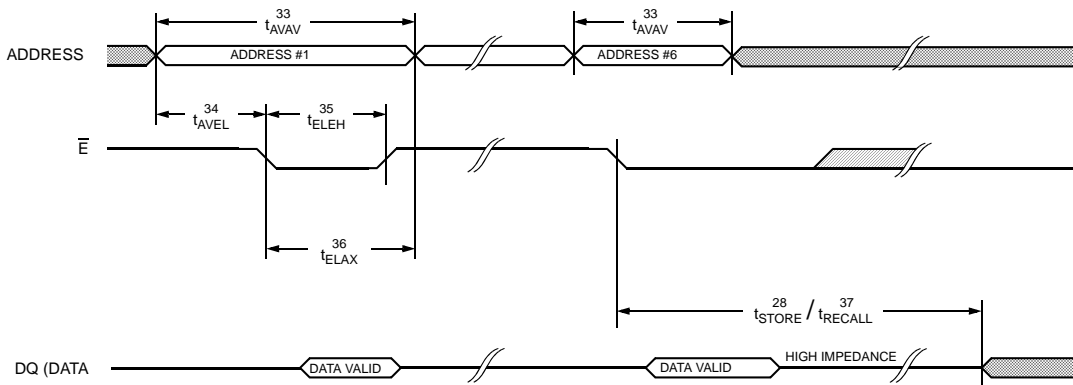 33
tAVAV
33
tAVAV
ADDRESS
ADDRESS #1
ADDRESS #6
34
tAVEL
35
tELEH
E
36
tELAX
28 37
tSTORE / tRECALL
DQ (DATA
DATA VALID
DATA VALID
HIGH IMPEDANCE